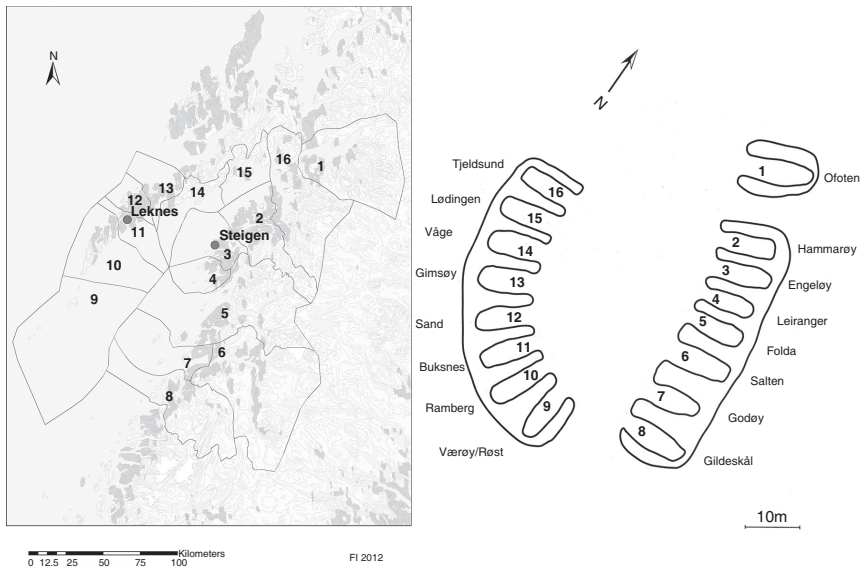 N
16
1
15
14
13
12
Leknes
11
2
Steigen
3
10
4
9
5
6
7
8
Kilometers
0 12.5 25 50 75 100
FI 2012
N
Tjeldsund
16
Lødingen
15
Våge
14
Gimsøy
13
Sand
12
Buksnes
11
Ramberg
10
9
Værøy/Røst
1
Ofoten
2
Hammarøy
3
Engeløy
4
Leiranger
5
Folda
6
Salten
7
Godøy
8
Gildeskål
10m